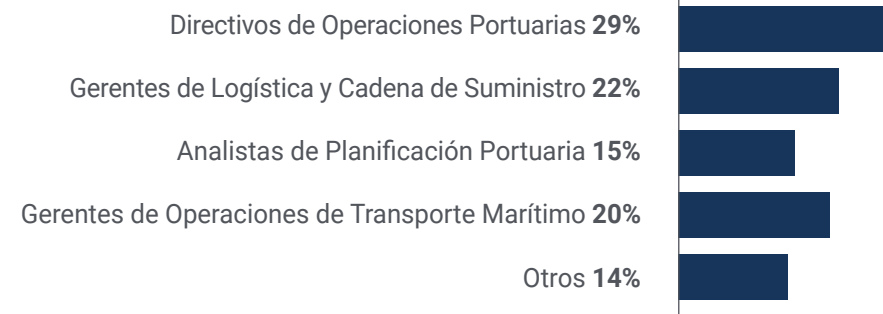 Directivos de Operaciones Portuarias 29%
Gerentes de Logística y Cadena de Suministro 22%
Analistas de Planificación Portuaria 15%
Gerentes de Operaciones de Transporte Marítimo 20%
Otros 14%